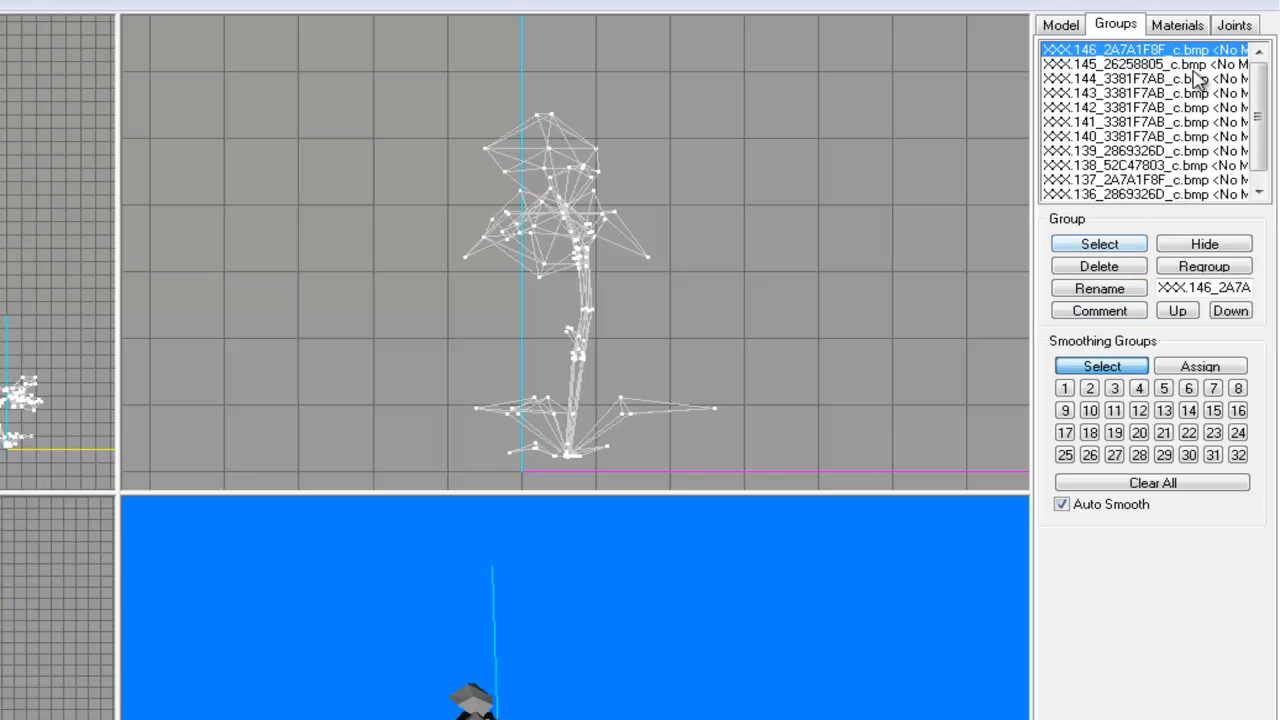 Model Groups Materials Joints
XXX.146_2A7A1F8F_c.bmp <No M
XXX.145_26258805_c.bmp <No M
XXX.144_3381F7AB_c.bmp <No M
XXX.143_3381F7AB_c.bmp <No M
XXX.142_3381F7AB_c.bmp <No M
XXX.141_3381F7AB_c.bmp <No M
XXX.140_3381F7AB_c.bmp <No M
XXX.139_2869326D_c.bmp <No M
XXX.138_52C47803_c.bmp <No M
XXX.137_2A7A1F8F_c.bmp <No M
XXX.136_2869326D_c.bmp <No M
Group
Select Hide
Delete Regroup
Rename XXX.146_2A7A
Comment Up Down
Smoothing Groups
Select Assign
1 2 3 4 5 6 7 8
9 10 11 12 13 14 15 16
17 18 19 20 21 22 23 24
25 26 27 28 29 30 31 32
Clear All
Auto Smooth